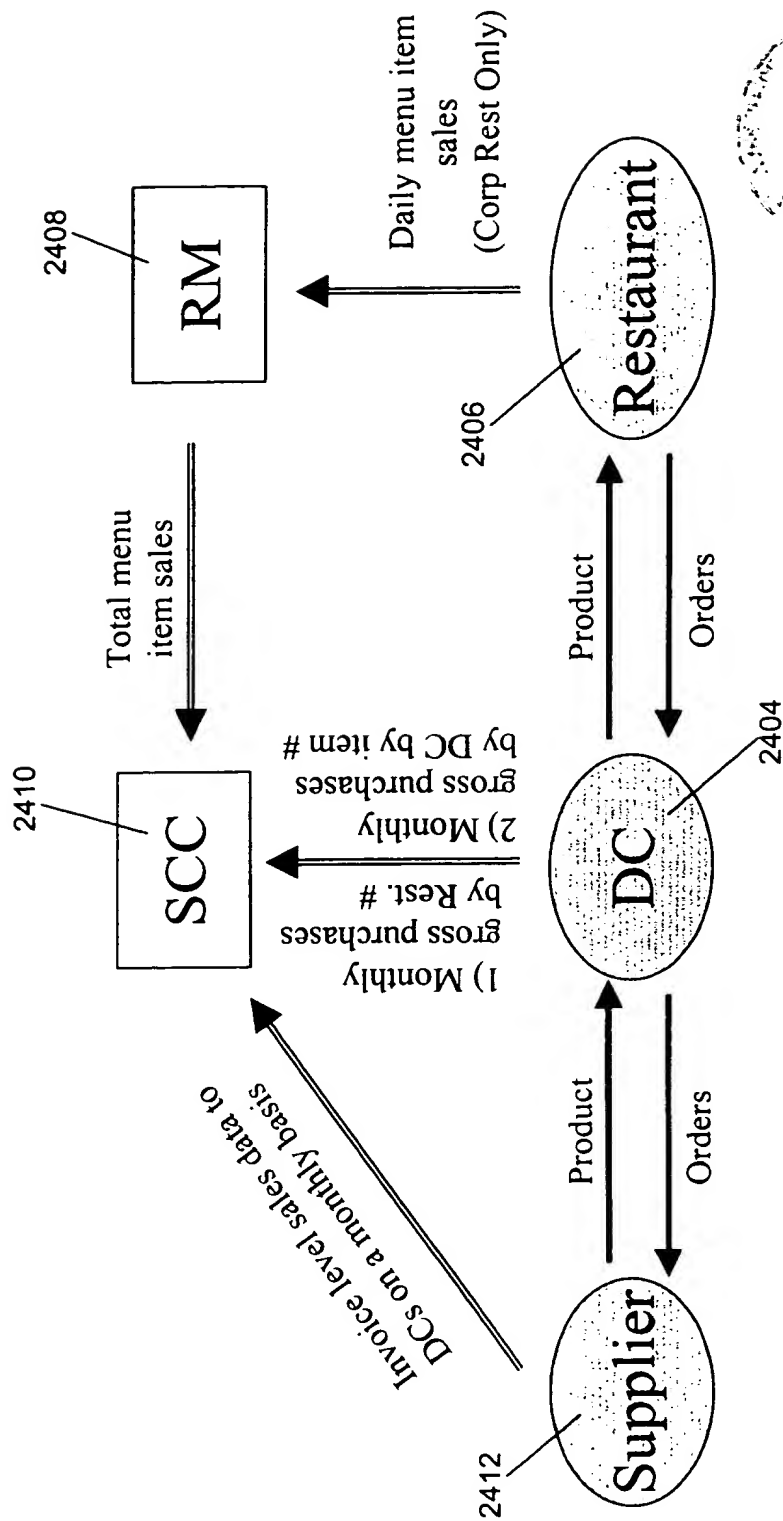 2410
SCC
Total menu
item sales
2408
RM
Invoice level sales data to
DCs on a monthly basis
1) Monthly
gross purchases
by Rest. #
2) Monthly
gross purchases
by DC by item #
Daily menu item
sales
(Corp Rest Only)
2412
Supplier
Product
Orders
DC
2404
Product
Orders
2406
Restaurant